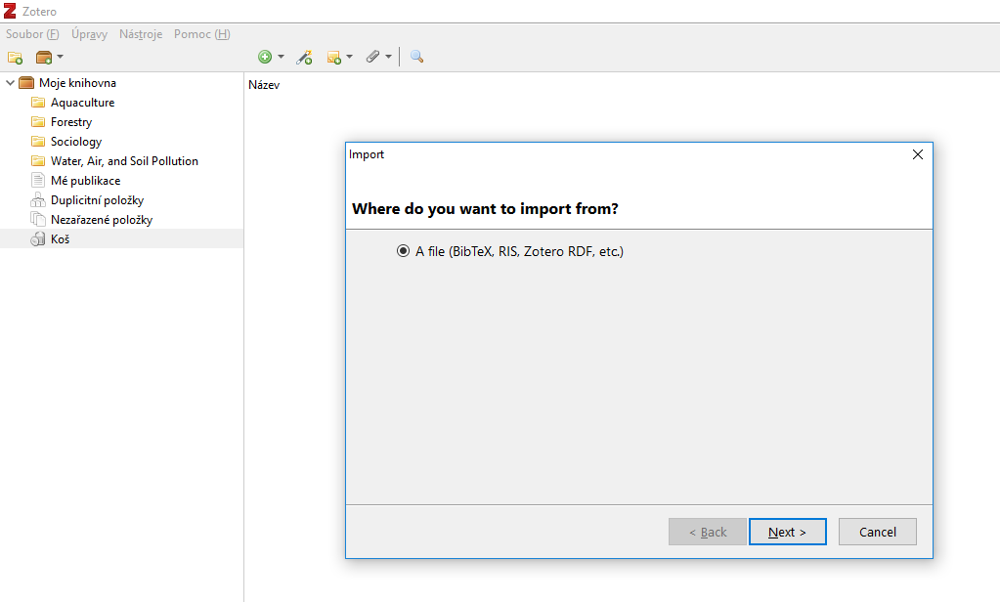 Zotero
Soubor (F) Úpravy Nástroje Pomoc (H)
Moje knihovna
Aquaculture
Forestry
Sociology
Water, Air, and Soil Pollution
Mé publikace
Duplicitní položky
Nezařazené položky
Koš
Název
Import
Where do you want to import from?
A file (BibTeX, RIS, Zotero RDF, etc.)
< Back Next > Cancel